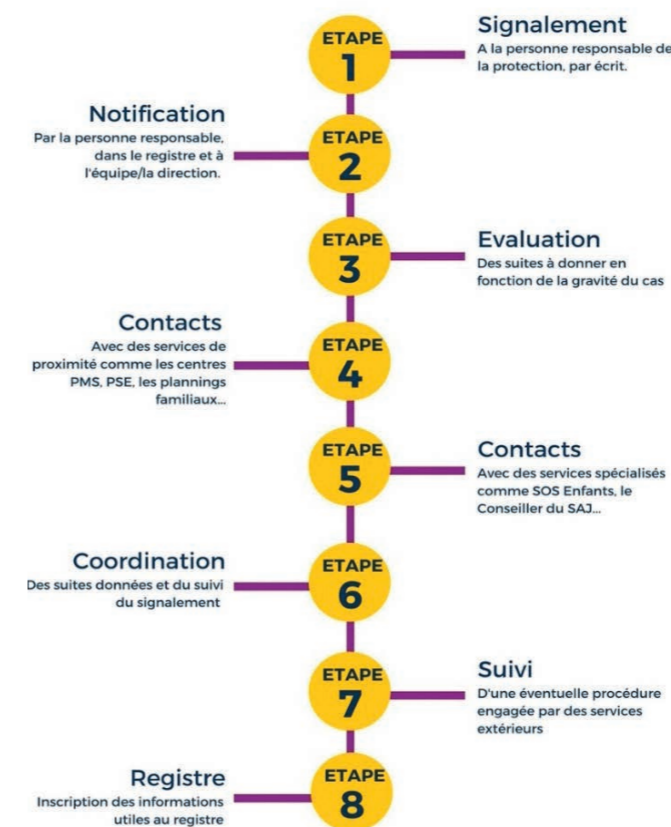 ETAPE
1
Signalement
A la personne responsable de
la protection, par écrit.
Notification
Par la personne responsable,
dans le registre et à
l'équipe/la direction.
ETAPE
2
ETAPE
3
Evaluation
Des suites à donner en
fonction de la gravité du cas
Contacts
Avec des services de
proximité comme les centres
PMS, PSE, les plannings
familiaux...
ETAPE
4
ETAPE
5
Contacts
Avec des services spécialisés
comme SOS Enfants, le
Conseiller du SAJ...
Coordination
Des suites données et du suivi
du signalement
ETAPE
6
ETAPE
7
Suivi
D'une éventuelle procédure
engagée par des services
extérieurs
Registre
Inscription des informations
utiles au registre
ETAPE
8